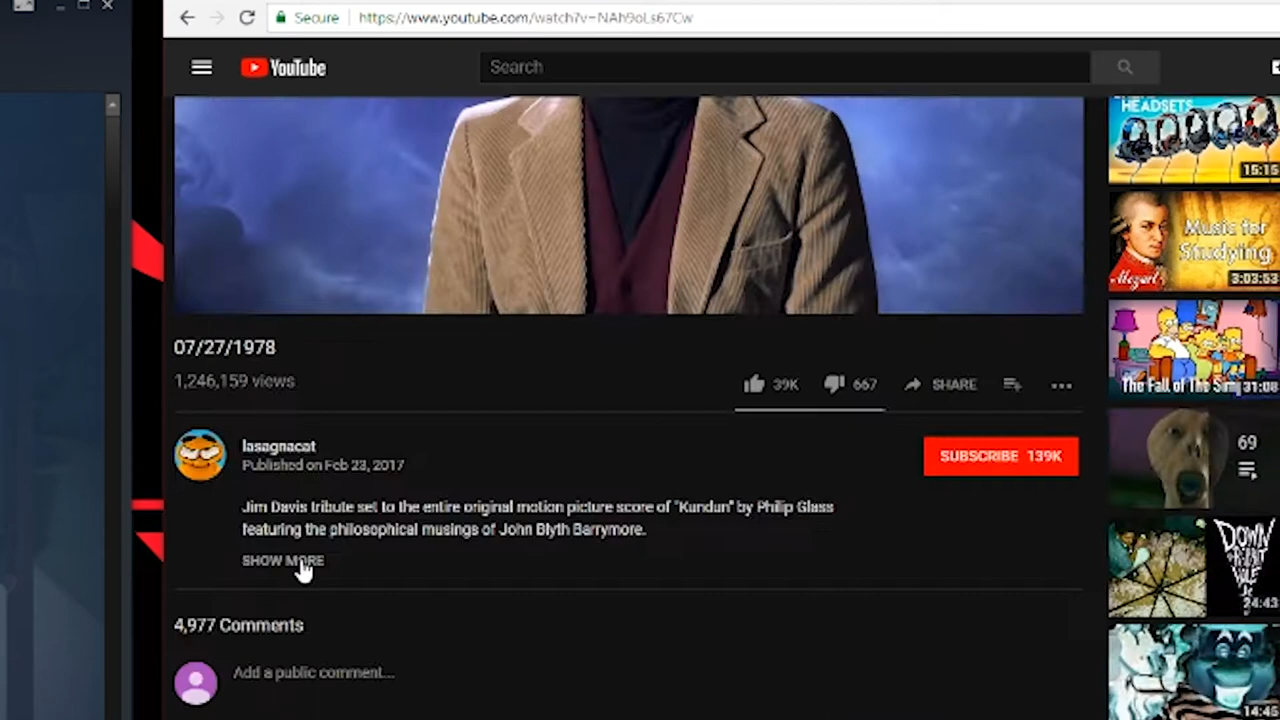 Secure https://www.youtube.com/watch?v=NAh9oLs67Cw
YouTube
Search
HEADSETS
15:15
Music for
Studying
Mozart
3:03:53
The Fall of The Sim
31:08
07/27/1978
1,246,159 views
39K 667 SHARE
69
lasagnacat
Published on Feb 23, 2017
SUBSCRIBE 139K
Jim Davis tribute set to the entire original motion picture score of "Kundun" by Philip Glass
featuring the philosophical musings of John Blyth Barrymore.
SHOW MORE
DOWN
24:43
4,977 Comments
Add a public comment...
14:45